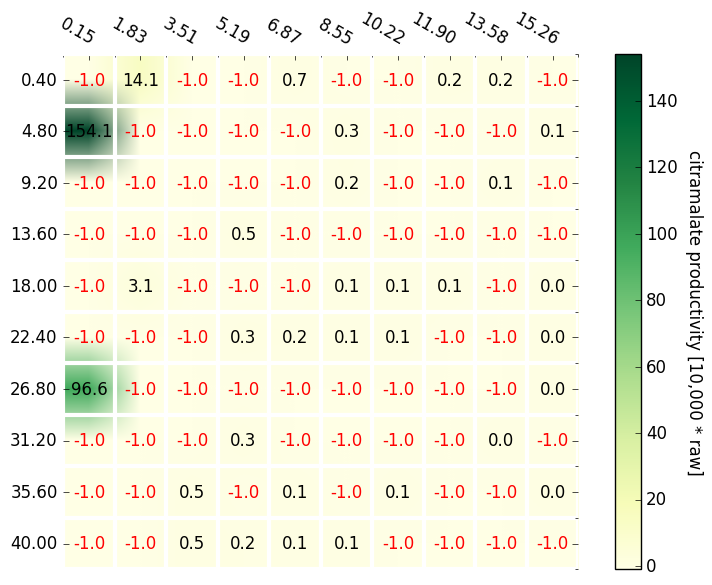 0.15 1.83 3.51 5.19 6.87 8.55 10.22 11.90 13.58 15.26
0.40 -1.0 14.1 -1.0 -1.0 0.7 -1.0 -1.0 0.2 0.2 -1.0
4.80 154.1 -1.0 -1.0 -1.0 -1.0 0.3 -1.0 -1.0 -1.0 0.1
9.20 -1.0 -1.0 -1.0 -1.0 -1.0 0.2 -1.0 -1.0 0.1 -1.0
13.60 -1.0 -1.0 -1.0 0.5 -1.0 -1.0 -1.0 -1.0 -1.0 -1.0
18.00 -1.0 3.1 -1.0 -1.0 -1.0 0.1 0.1 0.1 -1.0 0.0
22.40 -1.0 -1.0 -1.0 0.3 0.2 0.1 0.1 -1.0 -1.0 0.0
26.80 96.6 -1.0 -1.0 -1.0 -1.0 -1.0 -1.0 -1.0 -1.0 0.0
31.20 -1.0 -1.0 -1.0 0.3 -1.0 -1.0 -1.0 -1.0 0.0 -1.0
35.60 -1.0 -1.0 0.5 -1.0 0.1 -1.0 0.1 -1.0 -1.0 0.0
40.00 -1.0 -1.0 0.5 0.2 0.1 0.1 -1.0 -1.0 -1.0 -1.0
140
120
100
80
60
40
20
0
citramalate productivity [10,000 * raw]